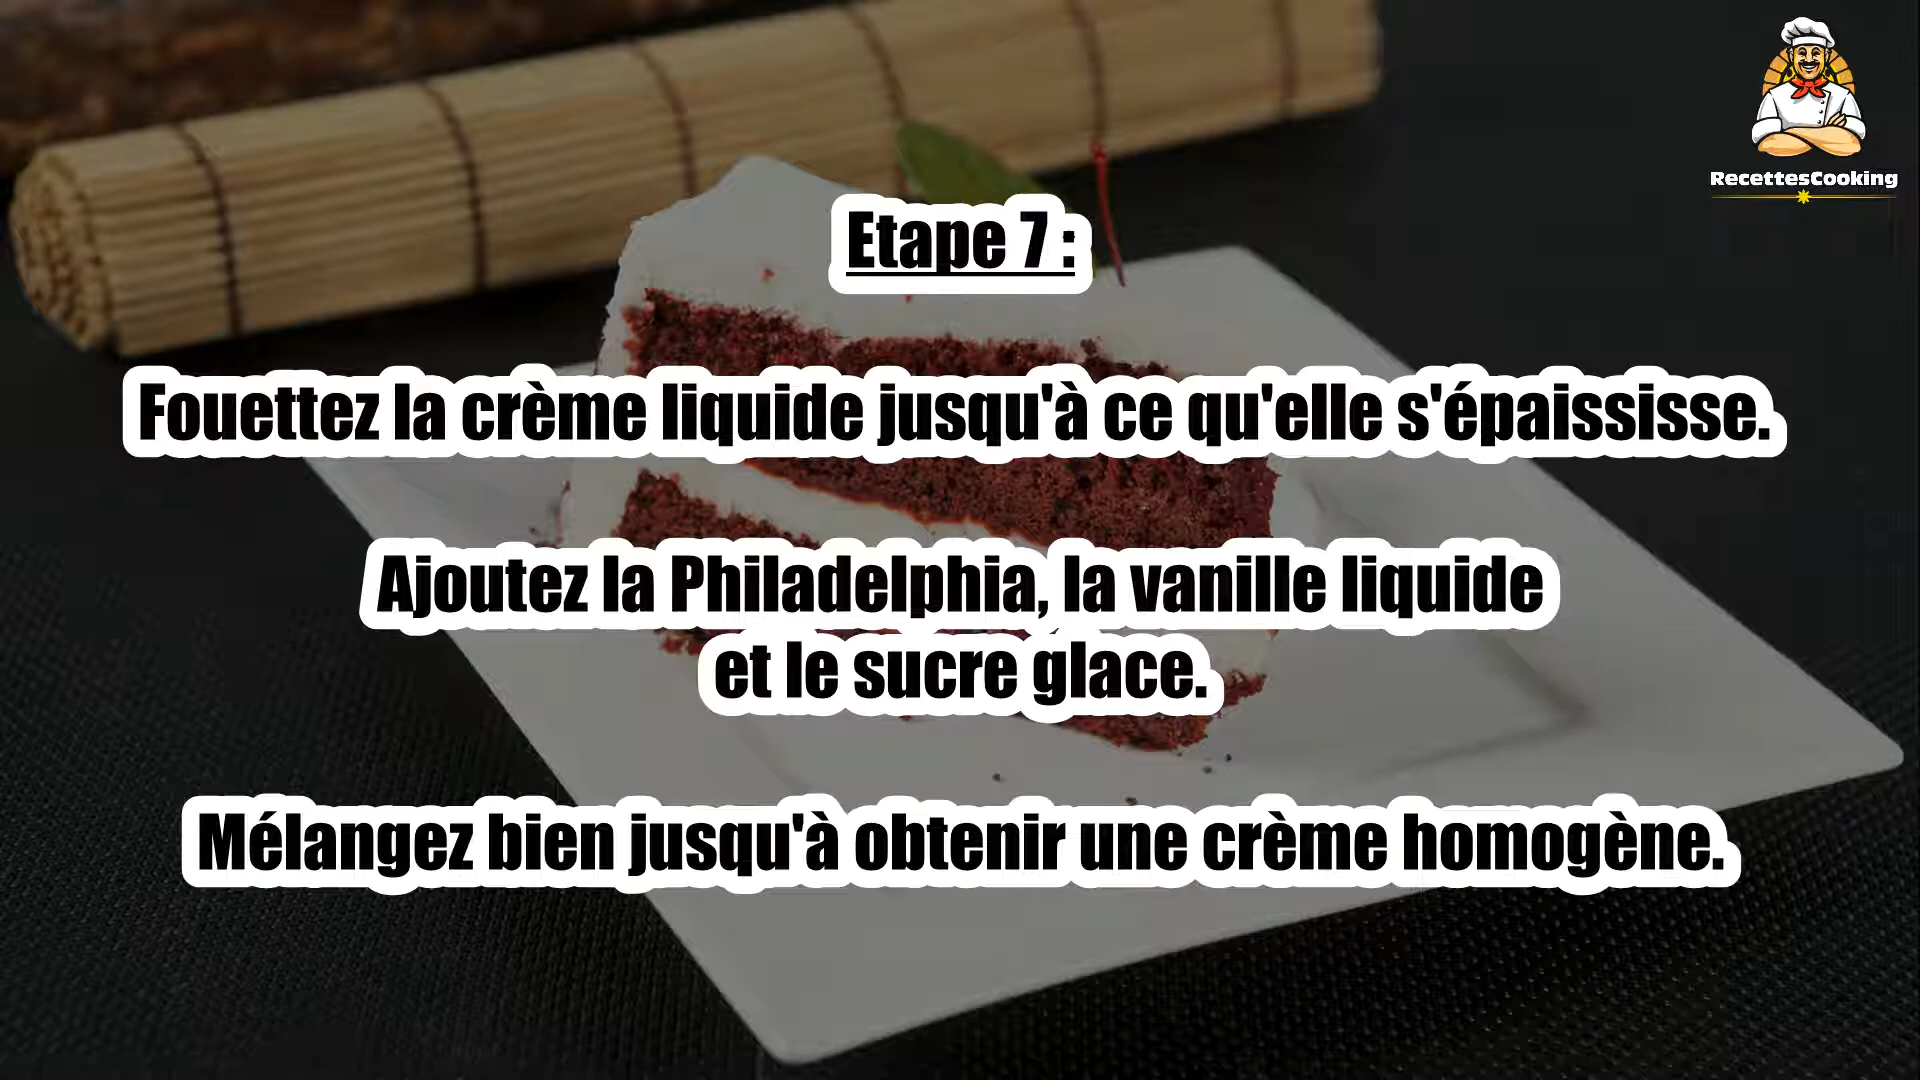 RecettesCooking
Etape 7 :
Fouettez la crème liquide jusqu'à ce qu'elle s'épaississe.
Ajoutez la Philadelphia, la vanille liquide
et le sucre glace.
Mélangez bien jusqu'à obtenir une crème homogène.